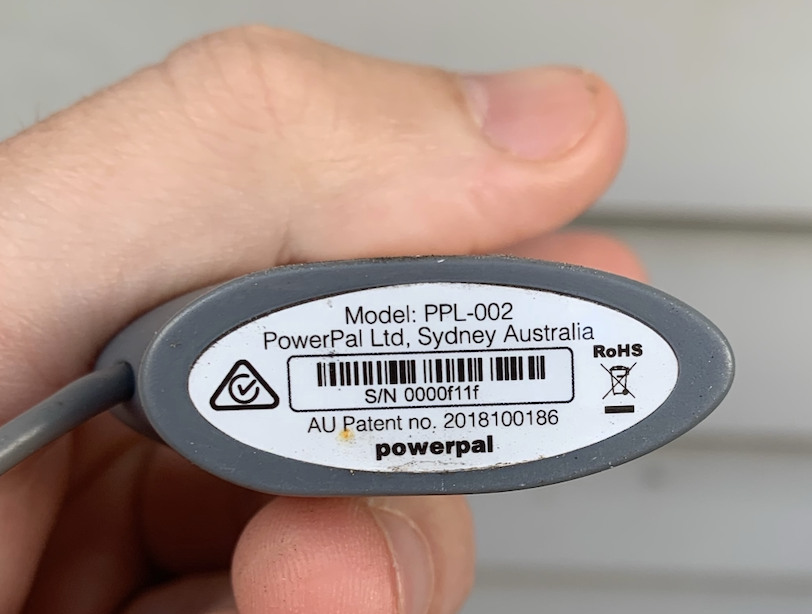 Model: PPL-002
PowerPal Ltd, Sydney Australia
RoHS
S/N 0000f11f
AU Patent no. 2018100186
powerpal